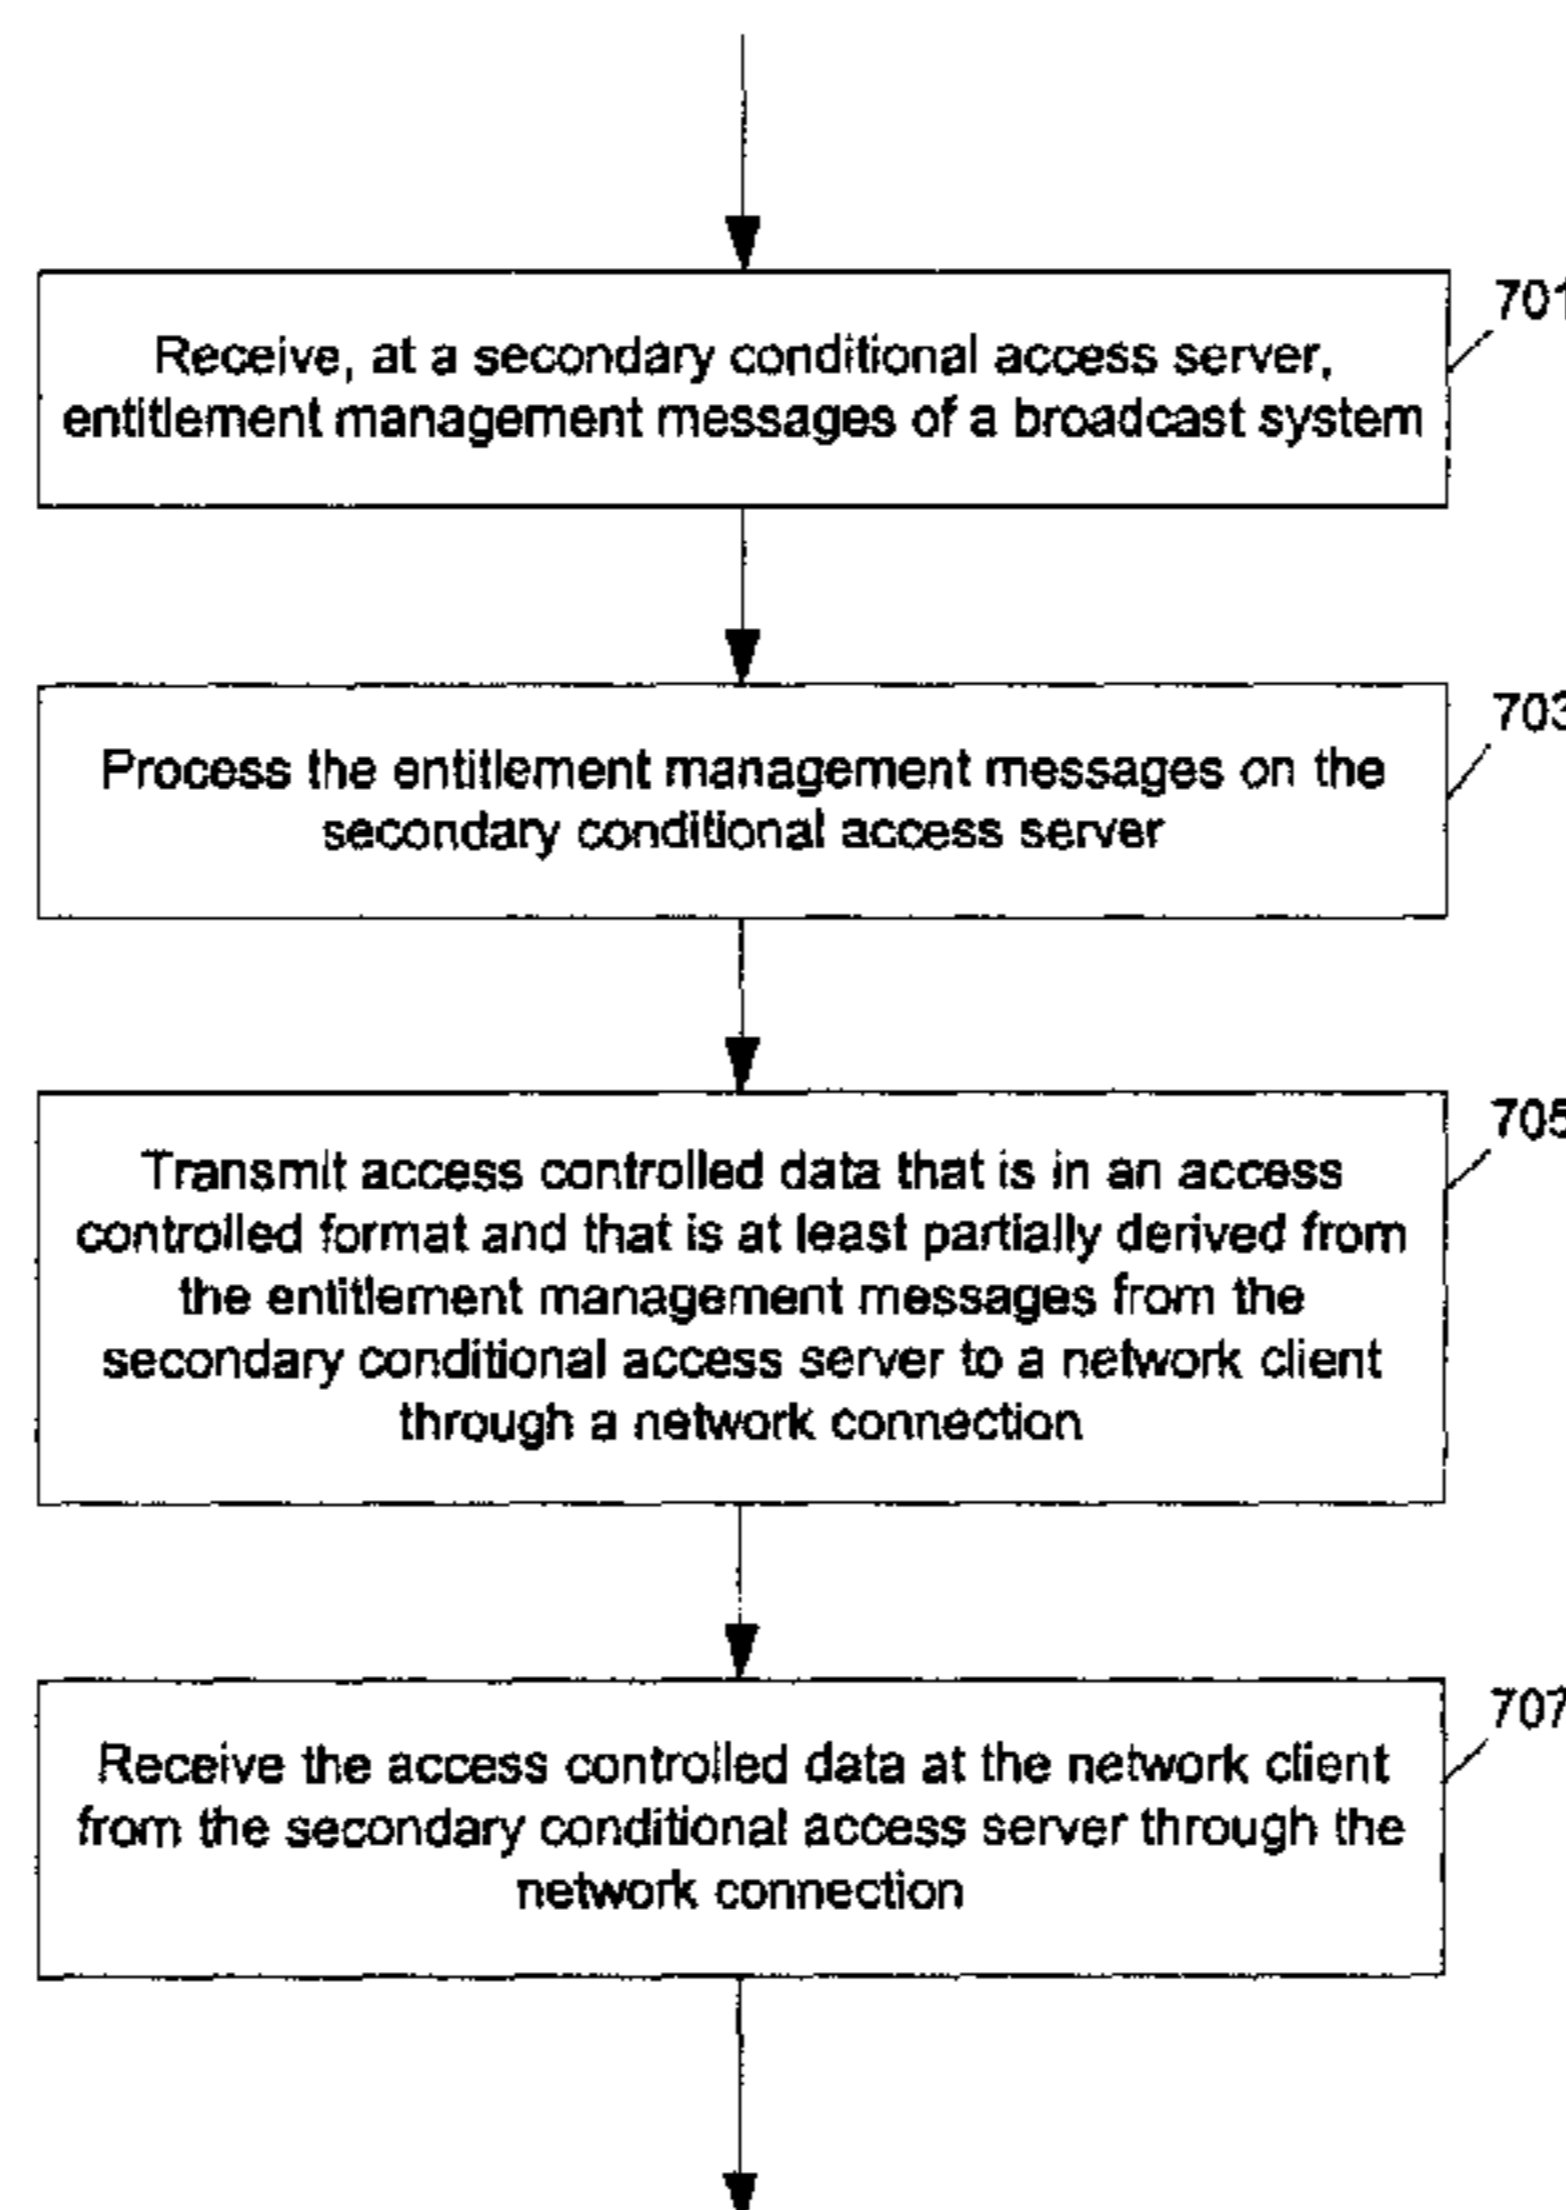 701
Receive, at a secondary conditional access server,
entitlement management messages of a broadcast system
703
Process the entitlement management messages on the
secondary conditional access server
705
Transmit access controlled data that is in an access
controlled format and that is at least partially derived from
the entitlement management messages from the
secondary conditional access server to a network client
through a network connection
707
Receive the access controlled data at the network client
from the secondary conditional access server through the
network connection